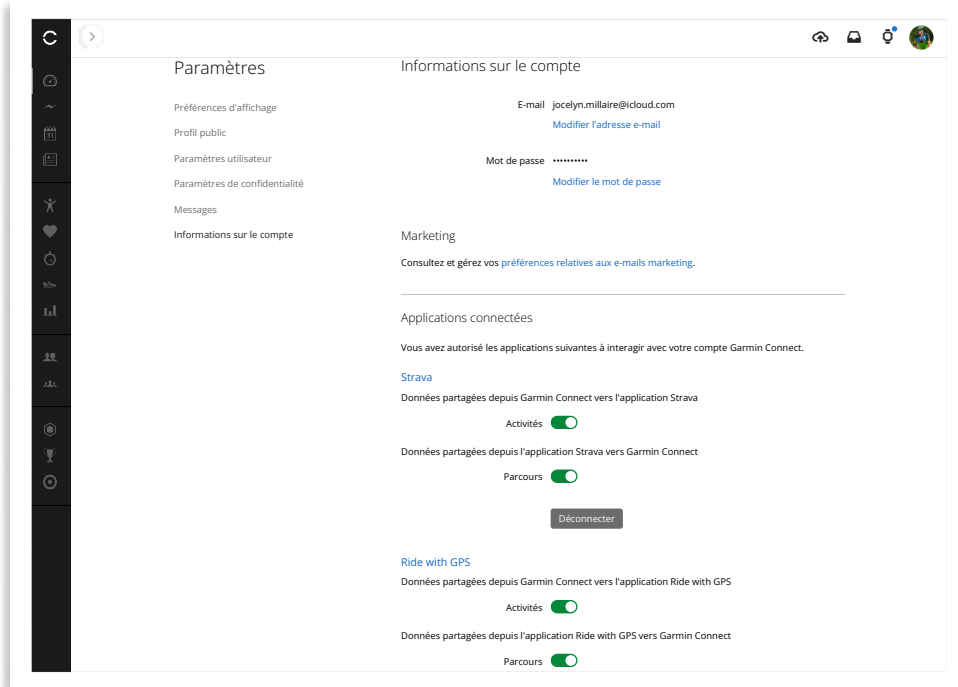 Paramètres
Préférences d'affichage
Profil public
Paramètres utilisateur
Paramètres de confidentialité
Messages
Informations sur le compte
Informations sur le compte
E-mail jocelyn.millaire@icloud.com
Modifier l'adresse e-mail
Mot de passe ••••••••••
Modifier le mot de passe
Marketing
Consultez et gérez vos préférences relatives aux e-mails marketing.
Applications connectées
Vous avez autorisé les applications suivantes à interagir avec votre compte Garmin Connect.
Strava
Données partagées depuis Garmin Connect vers l'application Strava
Activités
Données partagées depuis l'application Strava vers Garmin Connect
Parcours
Déconnecter
Ride with GPS
Données partagées depuis Garmin Connect vers l'application Ride with GPS
Activités
Données partagées depuis l'application Ride with GPS vers Garmin Connect
Parcours
31